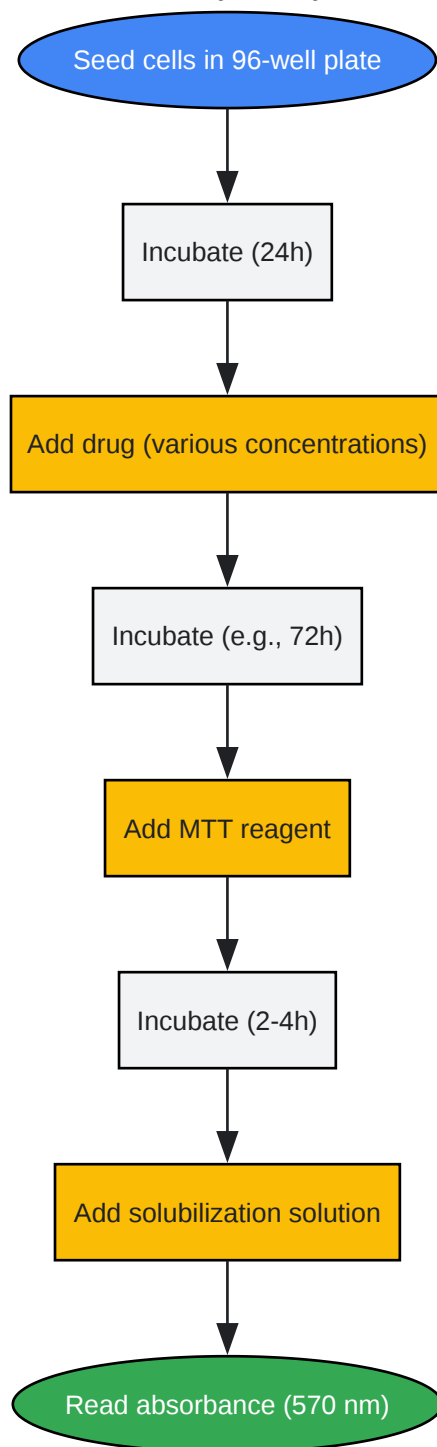 Seed cells in 96-well plate
Incubate (24h)
Add drug (various concentrations)
Incubate (e.g., 72h)
Add MTT reagent
Incubate (2-4h)
Add solubilization solution
Read absorbance (570 nm)